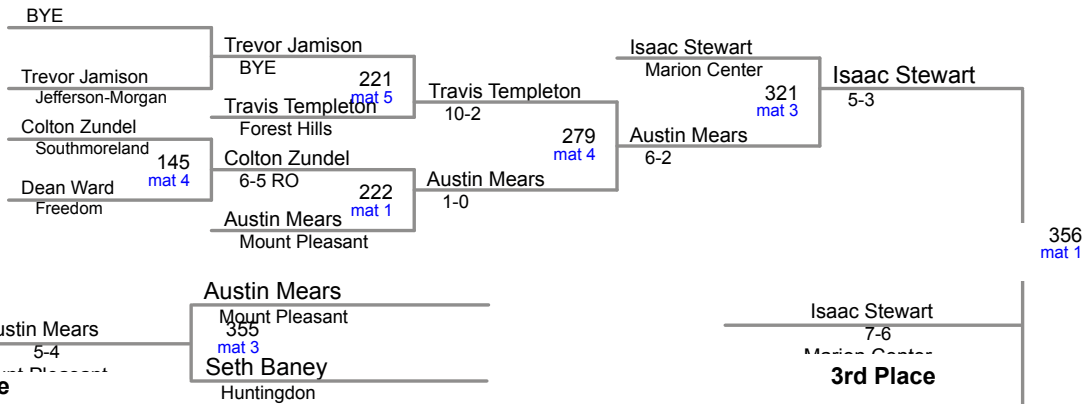 BYE
Trevor Jamison
Jefferson-Morgan
Colton Zundel
Southmoreland
145
mat 4
Dean Ward
Freedom
Trevor Jamison
BYE
221
mat 5
Travis Templeton
Forest Hills
Colton Zundel
6-5 RO
222
mat 1
Austin Mears
Mount Pleasant
Travis Templeton
10-2
279
mat 4
Austin Mears
1-0
Isaac Stewart
Marion Center
321
mat 3
Austin Mears
6-2
Isaac Stewart
5-3
356
mat 1
Mears
5-4
Austin Mears
Mount Pleasant
355
mat 3
Seth Baney
Huntingdon
Isaac Stewart
7-6
Marion Center
3rd Place